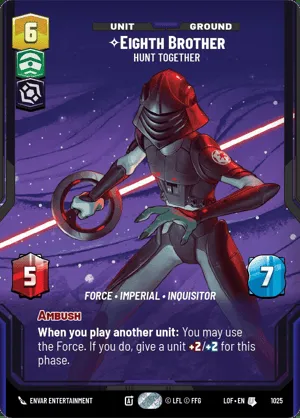 UNIT
GROUND
6
✧EIGHTH BROTHER
HUNT TOGETHER
5
7
FORCE • IMPERIAL • INQUISITOR
AMBUSH
When you play another unit: You may
use the Force. If you do, give a unit +2/+2 for this
phase.
ENVAR ENTERTAINMENT
© LFL © FFG
LOF • EN
1025